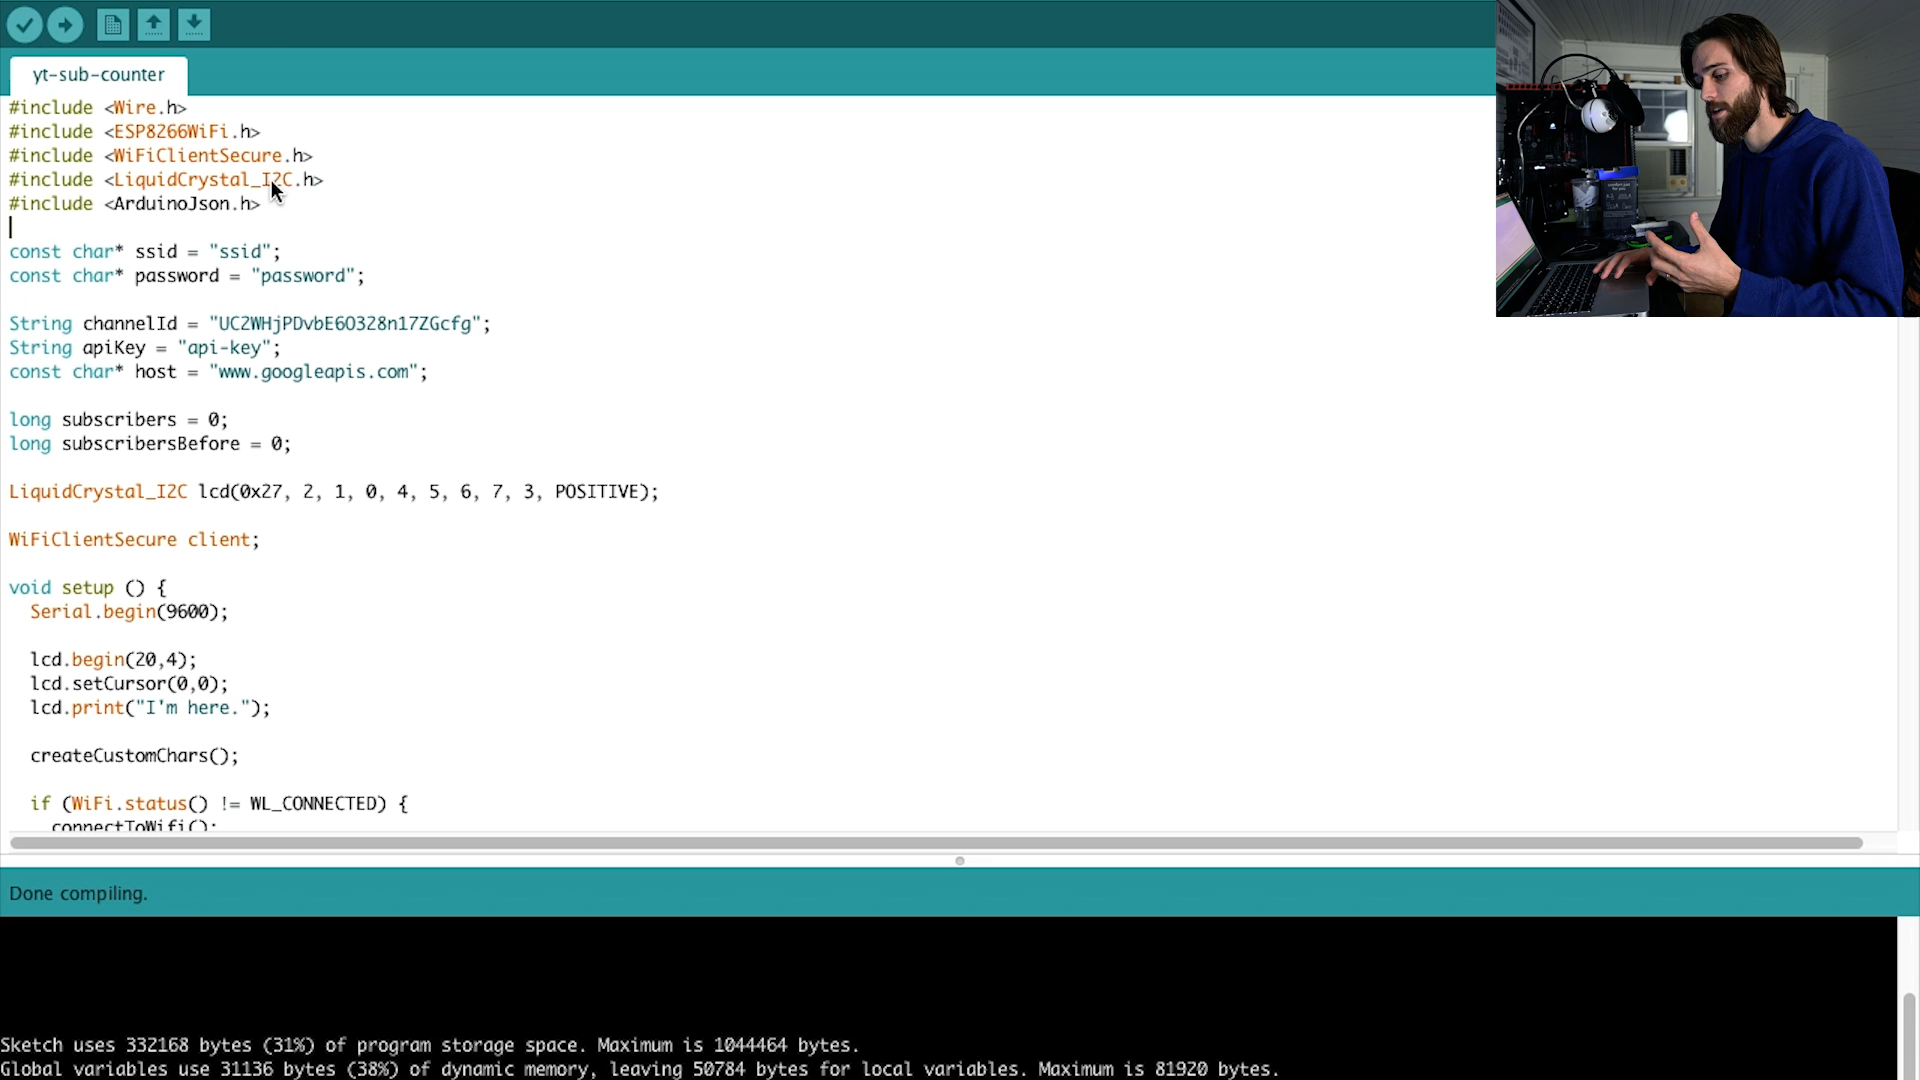 yt-sub-counter
#include <Wire.h>
#include <ESP8266WiFi.h>
#include <WiFiClientSecure.h>
#include <LiquidCrystal_I2C.h>
#include <ArduinoJson.h>
const char* ssid = "ssid";
const char* password = "password";
String channelId = "UC2WHjPDvbE6O328n17ZGcfg";
String apiKey = "api-key";
const char* host = "www.googleapis.com";
long subscribers = 0;
long subscribersBefore = 0;
LiquidCrystal_I2C lcd(0x27, 2, 1, 0, 4, 5, 6, 7, 3, POSITIVE);
WiFiClientSecure client;
void setup () {
Serial.begin(9600);
lcd.begin(20,4);
lcd.setCursor(0,0);
lcd.print("I'm here.");
createCustomChars();
if (WiFi.status() != WL_CONNECTED) {
connectToWifi();
Done compiling.
Sketch uses 332168 bytes (31%) of program storage space. Maximum is 1044464 bytes.
Global variables use 31136 bytes (38%) of dynamic memory, leaving 50784 bytes for local variables. Maximum is 81920 bytes.